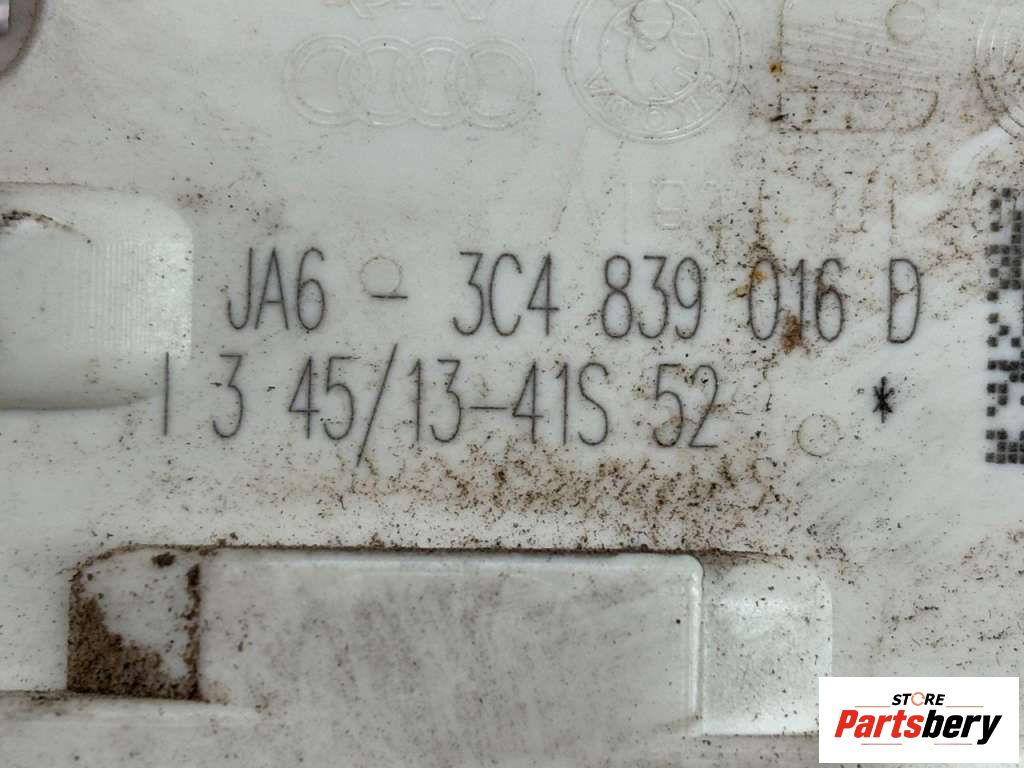 JA6 - 3C4 839 016 D
I 3 45/13-41S 52 *
STORE
Partsbery